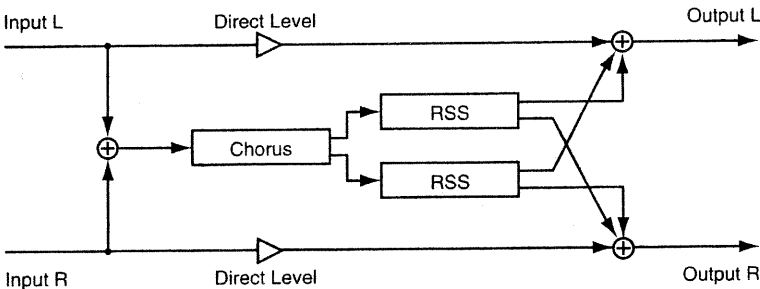 Input L
Direct Level
Output L
RSS
Chorus
RSS
Input R
Direct Level
Output R